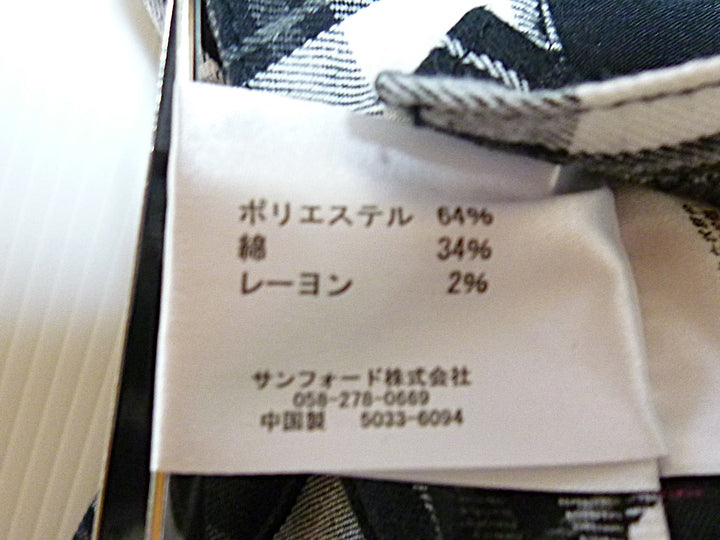 ポリエステル 64%
綿 34%
レーヨン 2%
サンフォード株式会社
058-278-0669
中国製 5033-6094